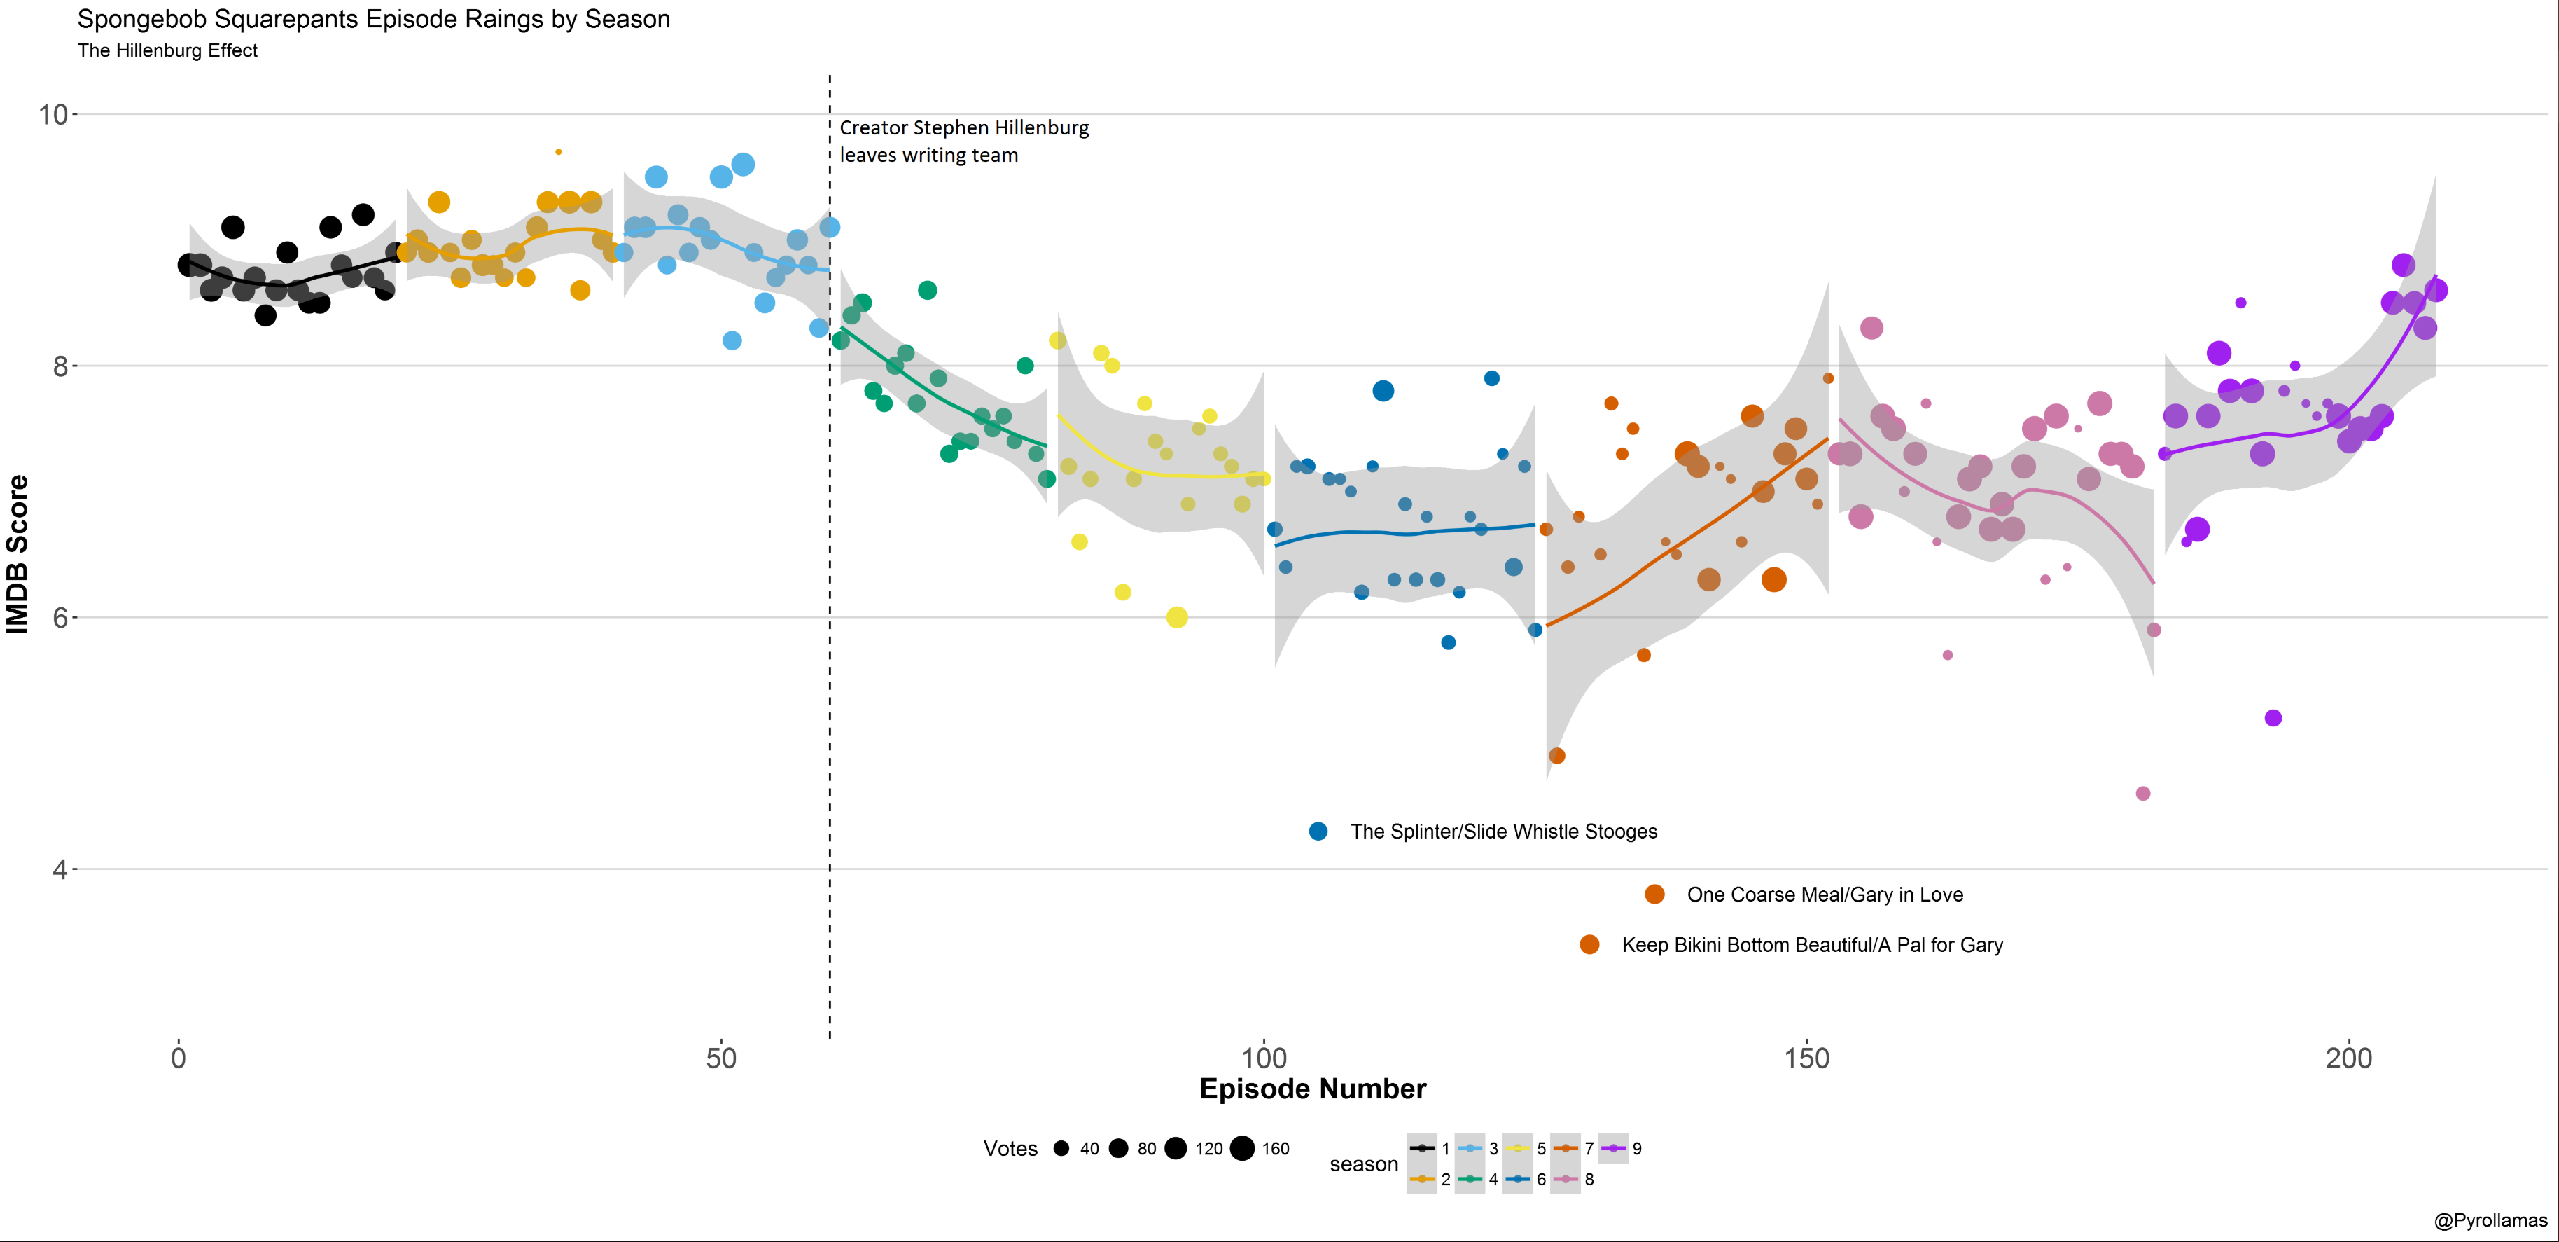 Spongebob Squarepants Episode Raings by Season
The Hillenburg Effect
10
Creator Stephen Hillenburg
leaves writing team
8
IMDB Score
6
The Splinter/Slide Whistle Stooges
4
One Coarse Meal/Gary in Love
Keep Bikini Bottom Beautiful/A Pal for Gary
0 50 100 150 200
Episode Number
Votes 40 80 120 160
season 1 3 5 7 9
2 4 6 8
@Pyrollamas